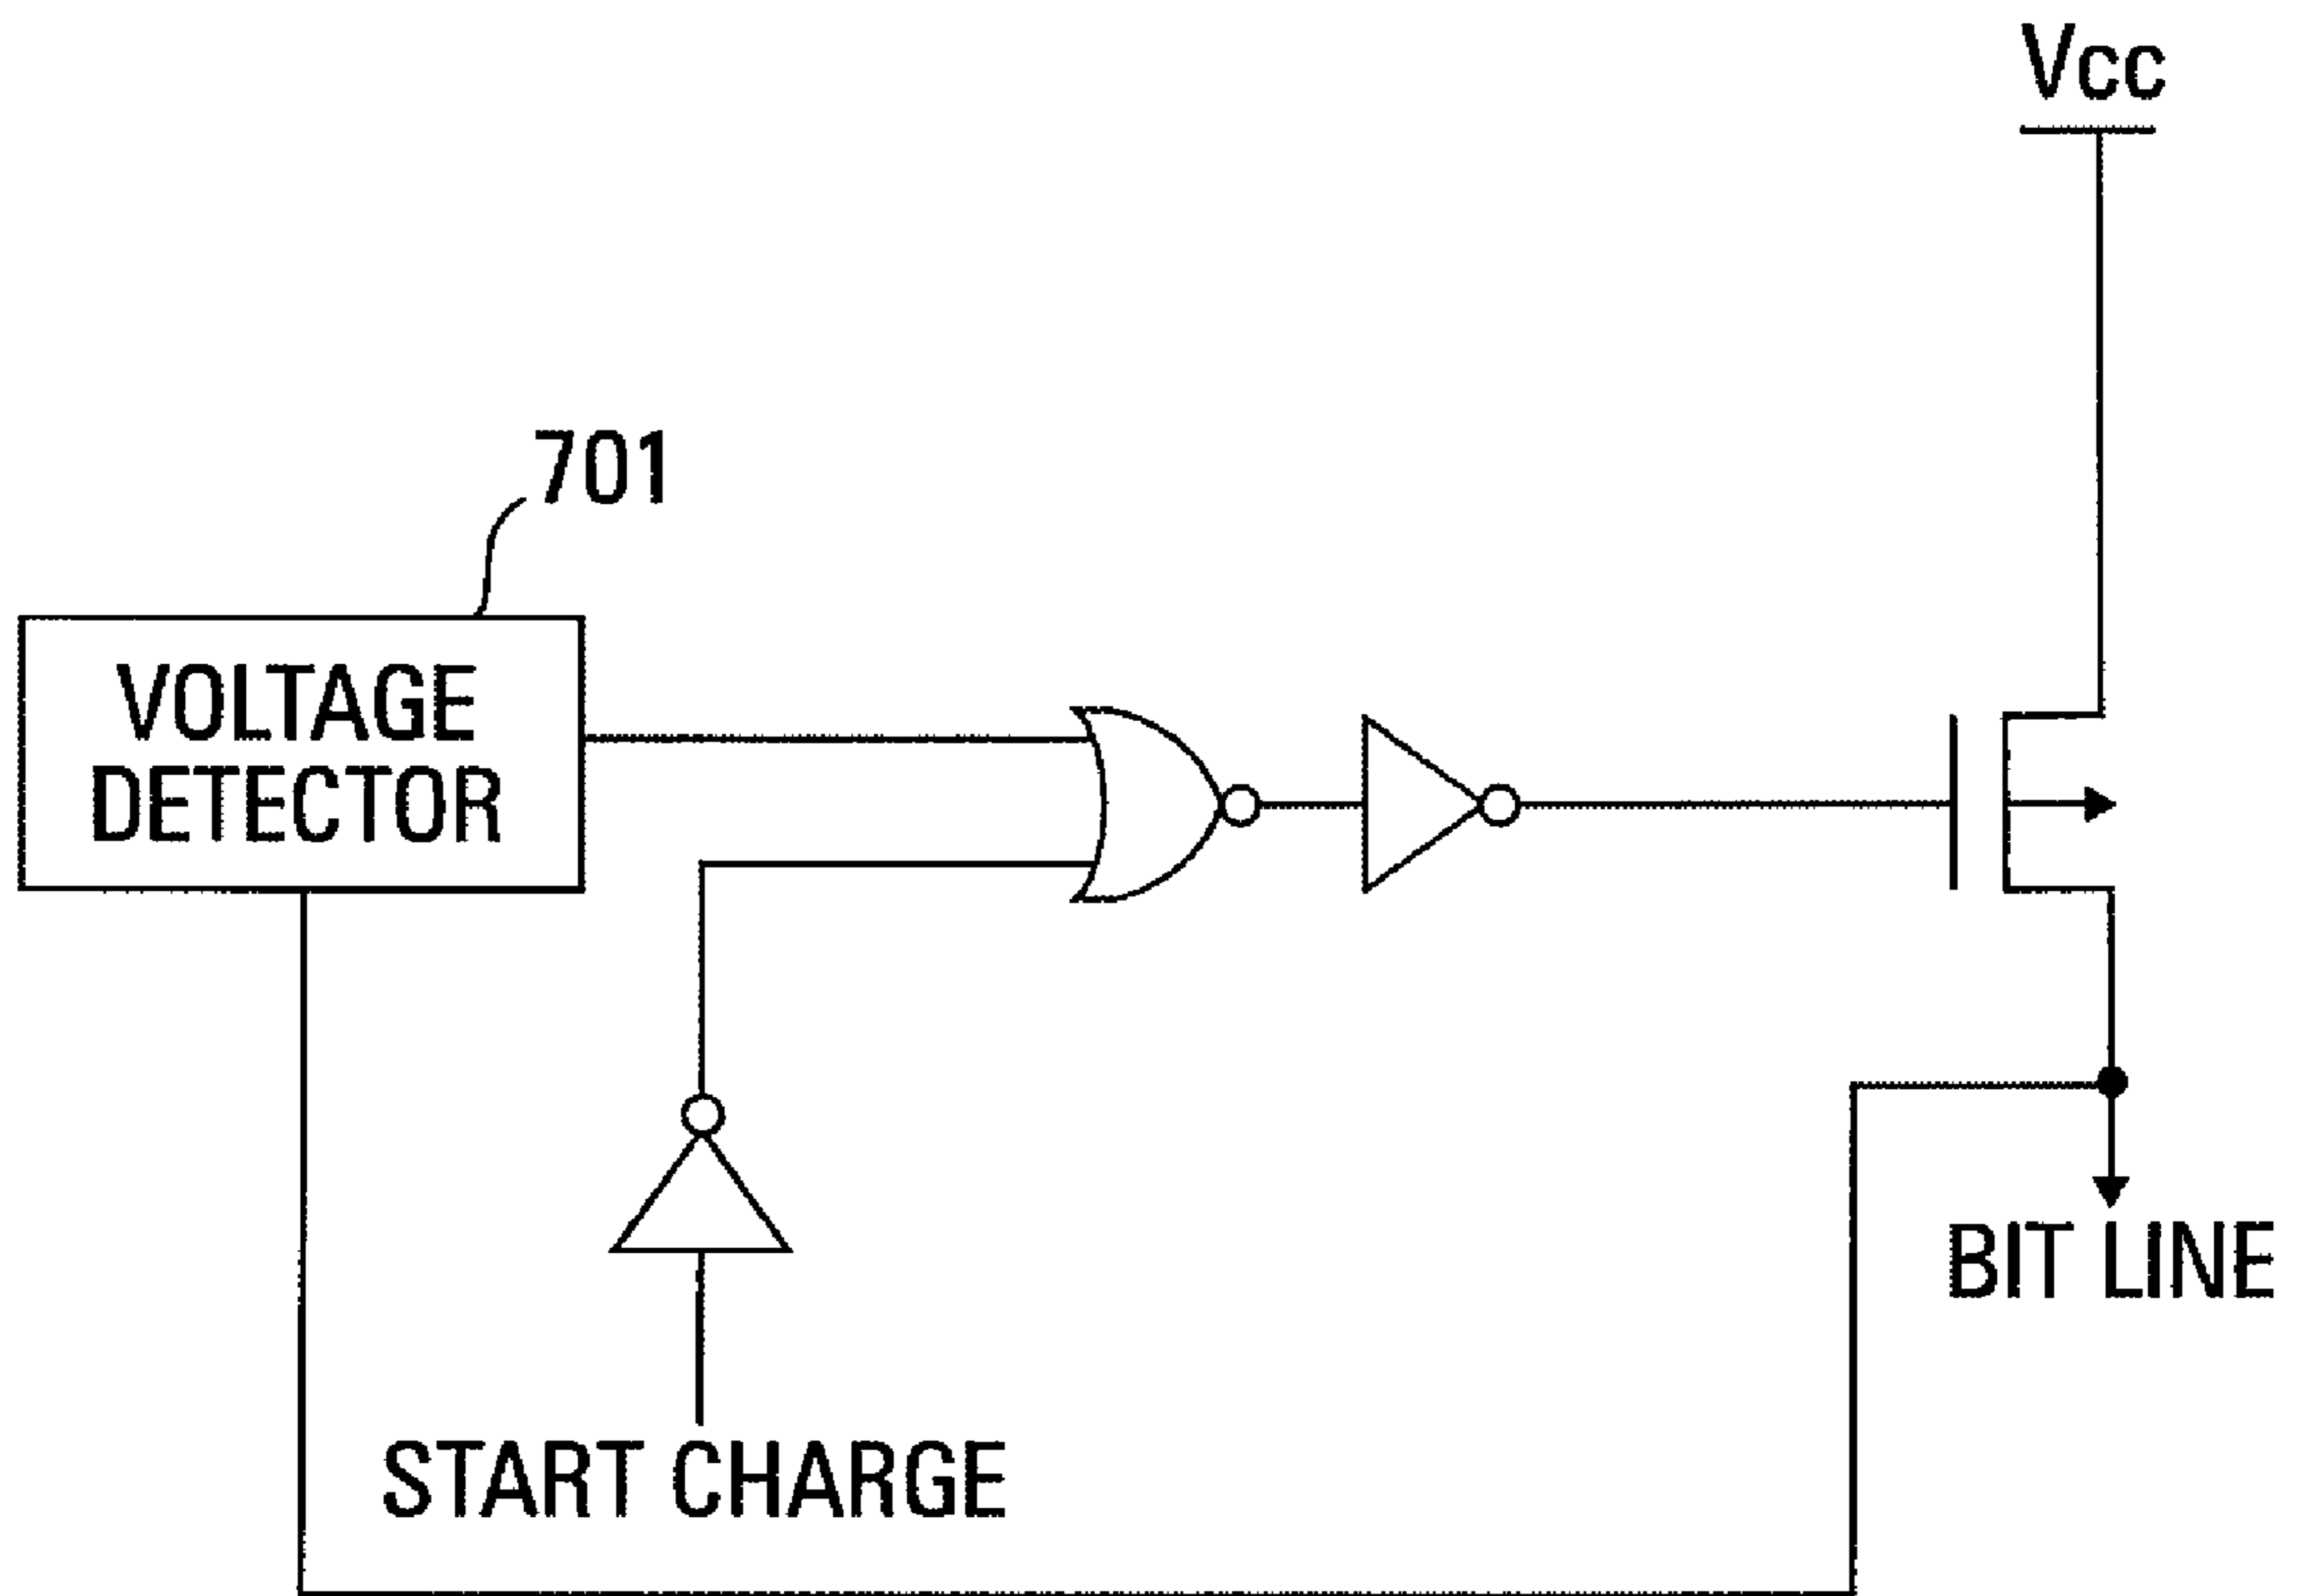 Vcc
701
VOLTAGE
DETECTOR
BIT LINE
START CHARGE